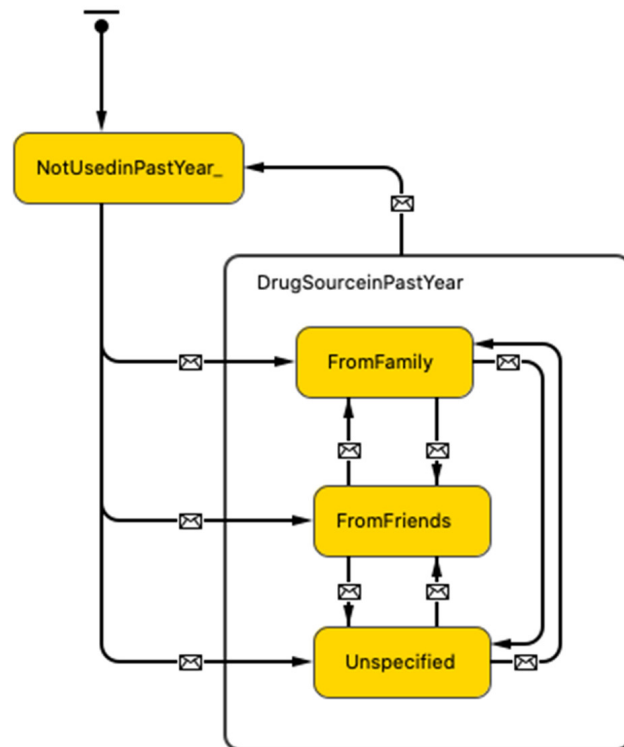 NotUsedinPastYear_
DrugSourceinPastYear
FromFamily
FromFriends
Unspecified